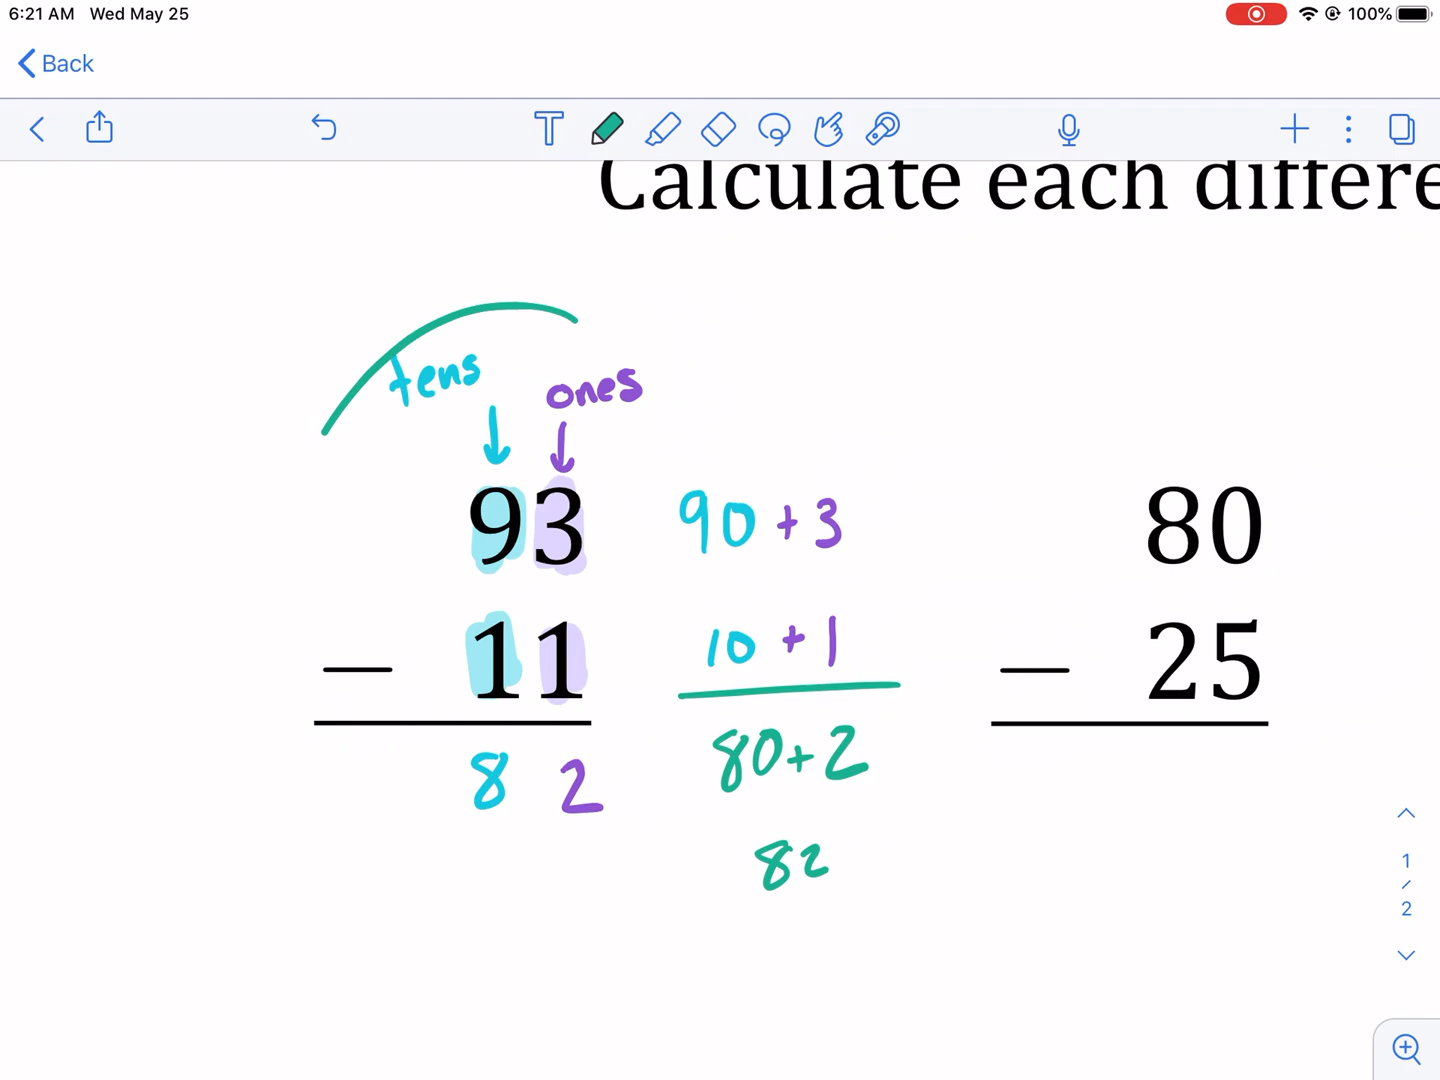 6:21 AM Wed May 25 100%
Back
Calculate each differe
tens ones
93 90 + 3 80
— 11 10 + 1 — 25
8 2 80 + 2
82
1
/
2